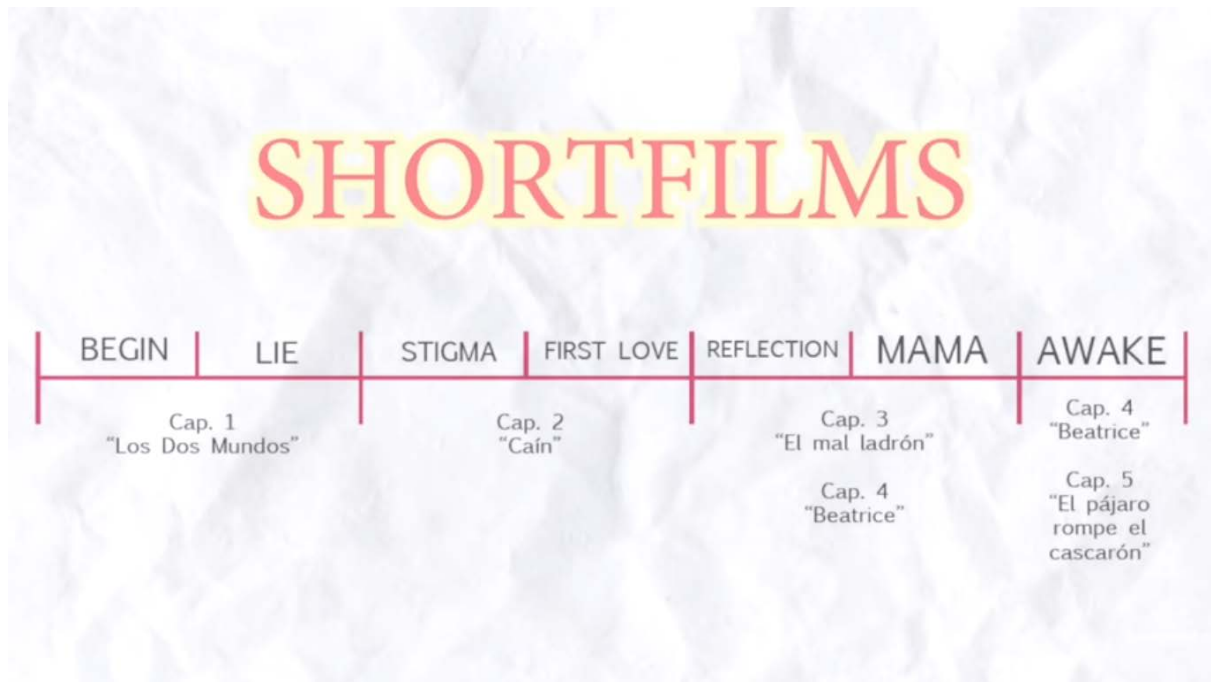 SHORTFILMS
BEGIN
LIE
STIGMA
FIRST LOVE
REFLECTION
MAMA
AWAKE
Cap. 1
"Los Dos Mundos"
Cap. 2
"Caín"
Cap. 3
"El mal ladrón"
Cap. 4
"Beatrice"
Cap. 4
"Beatrice"
Cap. 5
"El pájaro
rompe el
cascarón"